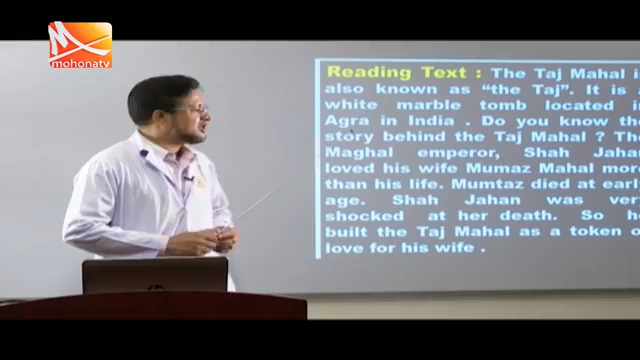 mohonatv
Reading Text : The Taj Mahal i
also known as “the Taj”. It is a
white marble tomb located i
Agra in India . Do you know the
story behind the Taj Mahal ? The
Maghal emperor, Shah Jahan
loved his wife Mumaz Mahal more
than his life. Mumtaz died at early
age. Shah Jahan was very
shocked at her death. So he
built the Taj Mahal as a token o
love for his wife .